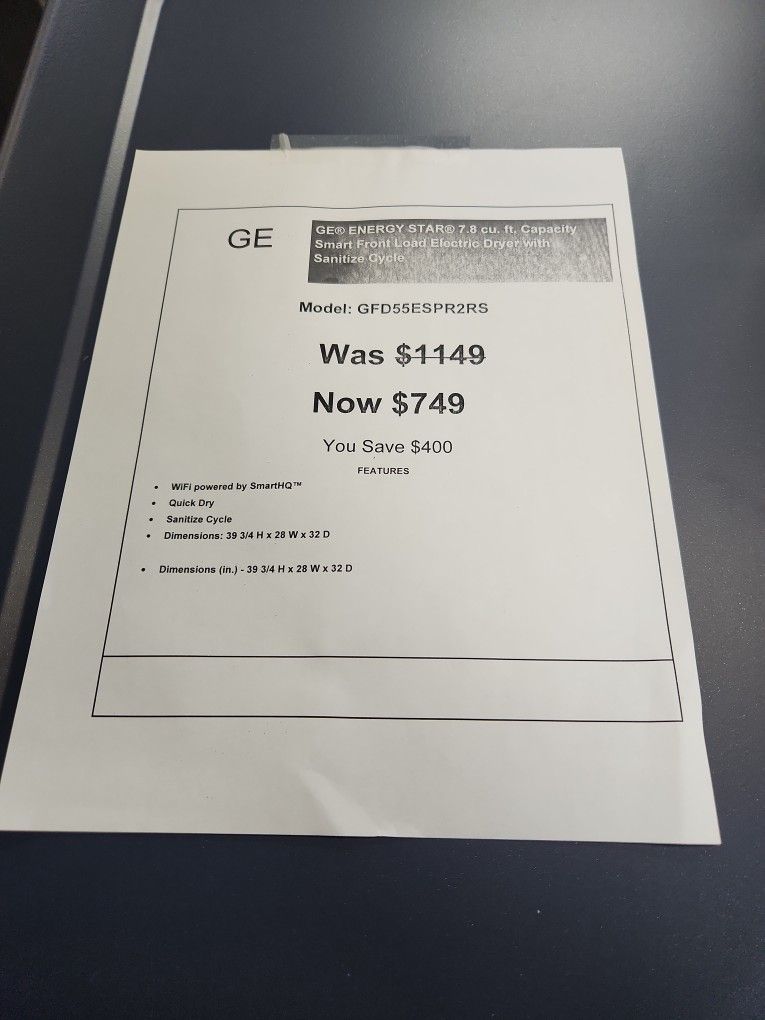 GE
GE® ENERGY STAR® 7.8 cu. ft. Capacity
Smart Front Load Electric Dryer with
Sanitize Cycle
Model: GFD55ESPR2RS
Was $1149
Now $749
You Save $400
FEATURES
• WiFi powered by SmartHQ™
• Quick Dry
• Sanitize Cycle
• Dimensions: 39 3/4 H x 28 W x 32 D
• Dimensions (in.) - 39 3/4 H x 28 W x 32 D